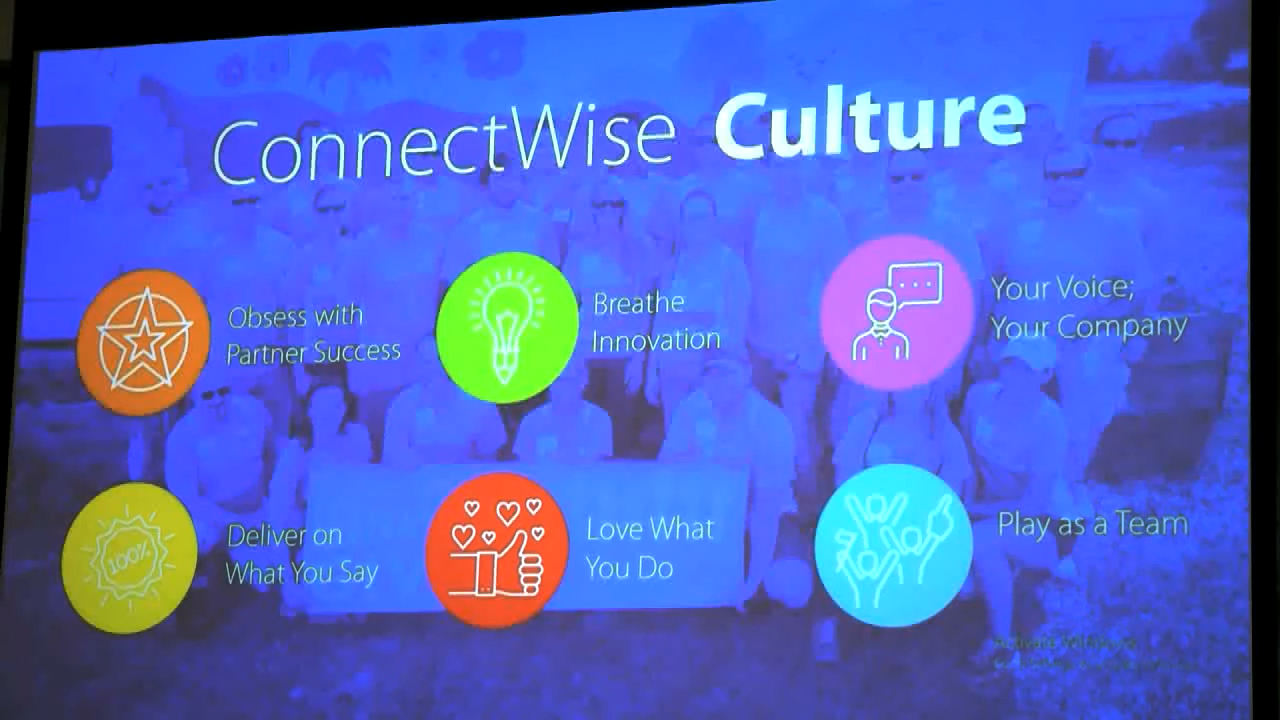 ConnectWise Culture
Obsess with
Partner Success
Breathe
Innovation
Your Voice;
Your Company
100%
Deliver on
What You Say
Love What
You Do
Play as a Team